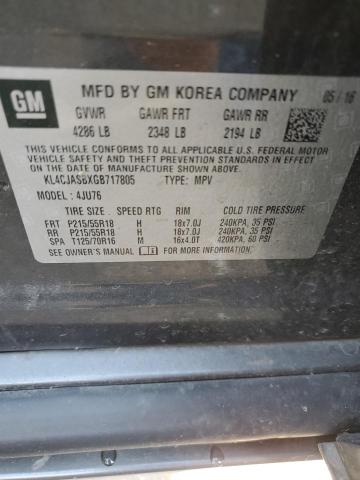 GM
MFD BY GM KOREA COMPANY 05/16
GVWR GAWR FRT GAWR RR
4286 LB 2348 LB 2194 LB
THIS VEHICLE CONFORMS TO ALL APPLICABLE U.S. FEDERAL MOTOR
VEHICLE SAFETY, BUMPER, AND THEFT PREVENTION STANDARDS IN EFFECT ON THE
DATE OF MANUFACTURE SHOWN ABOVE.
KL4CJASBXGB717805 TYPE: MPV
MODEL: 4JU76
TIRE SIZE SPEED RTG RIM COLD TIRE PRESSURE
FRT P215/55R18 H 18x7.0J 240KPA, 35 PSI
RR P215/55R18 H 18x7.0J 240KPA, 35 PSI
SPA T125/70R16 M 16x4.0T 420KPA, 60 PSI
SEE OWNER'S MANUAL FOR MORE INFORMATION.